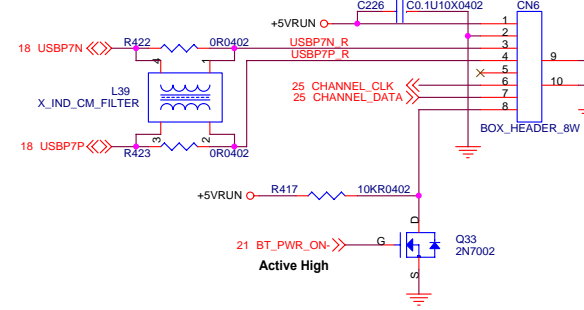 C226 C0.1U10X0402 CN6
+5VRUN 1
2
18 USBP7N R422 0R0402 USBP7N_R 3
USBP7P_R 4
4 1 5 9
L39 25 CHANNEL_CLK 6 10
X_IND_CM_FILTER 25 CHANNEL_DATA 7
8
3 2 BOX_HEADER_8W
18 USBP7P R423 0R0402
+5VRUN R417 10KR0402
D
21 BT_PWR_ON- G Q33
2N7002
Active High
S